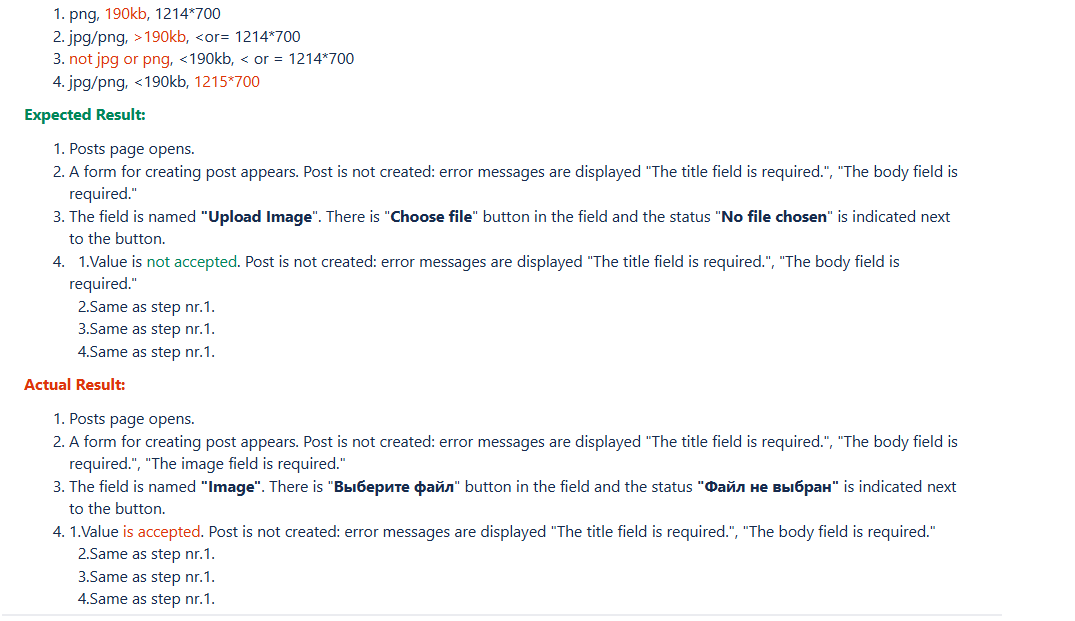 1. png, 190kb, 1214*700
2. jpg/png, >190kb, <or= 1214*700
3. not jpg or png, <190kb, < or = 1214*700
4. jpg/png, <190kb, 1215*700
Expected Result:
1. Posts page opens.
2. A form for creating post appears. Post is not created: error messages are displayed "The title field is required.", "The body field is
required."
3. The field is named "Upload Image". There is "Choose file" button in the field and the status "No file chosen" is indicated next
to the button.
4. 1.Value is not accepted. Post is not created: error messages are displayed "The title field is required.", "The body field is
required."
2.Same as step nr.1.
3.Same as step nr.1.
4.Same as step nr.1.
Actual Result:
1. Posts page opens.
2. A form for creating post appears. Post is not created: error messages are displayed "The title field is required.", "The body field is
required.", "The image field is required."
3. The field is named "Image". There is "Выберите файл" button in the field and the status "Файл не выбран" is indicated next
to the button.
4. 1.Value is accepted. Post is not created: error messages are displayed "The title field is required.", "The body field is required."
2.Same as step nr.1.
3.Same as step nr.1.
4.Same as step nr.1.